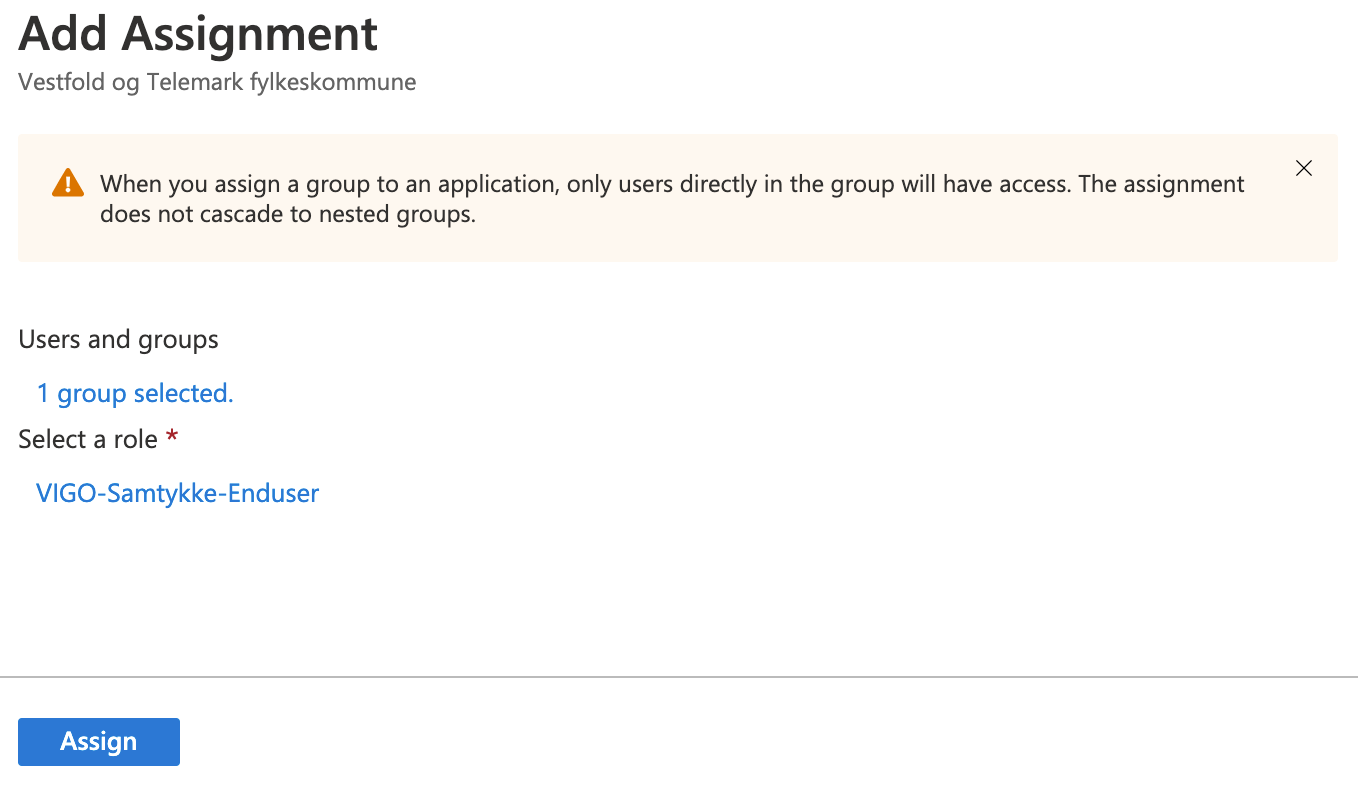 Add Assignment
Vestfold og Telemark fylkeskommune
When you assign a group to an application, only users directly in the group will have access. The assignment
does not cascade to nested groups.
Users and groups
1 group selected.
Select a role *
VIGO-Samtykke-Enduser
Assign